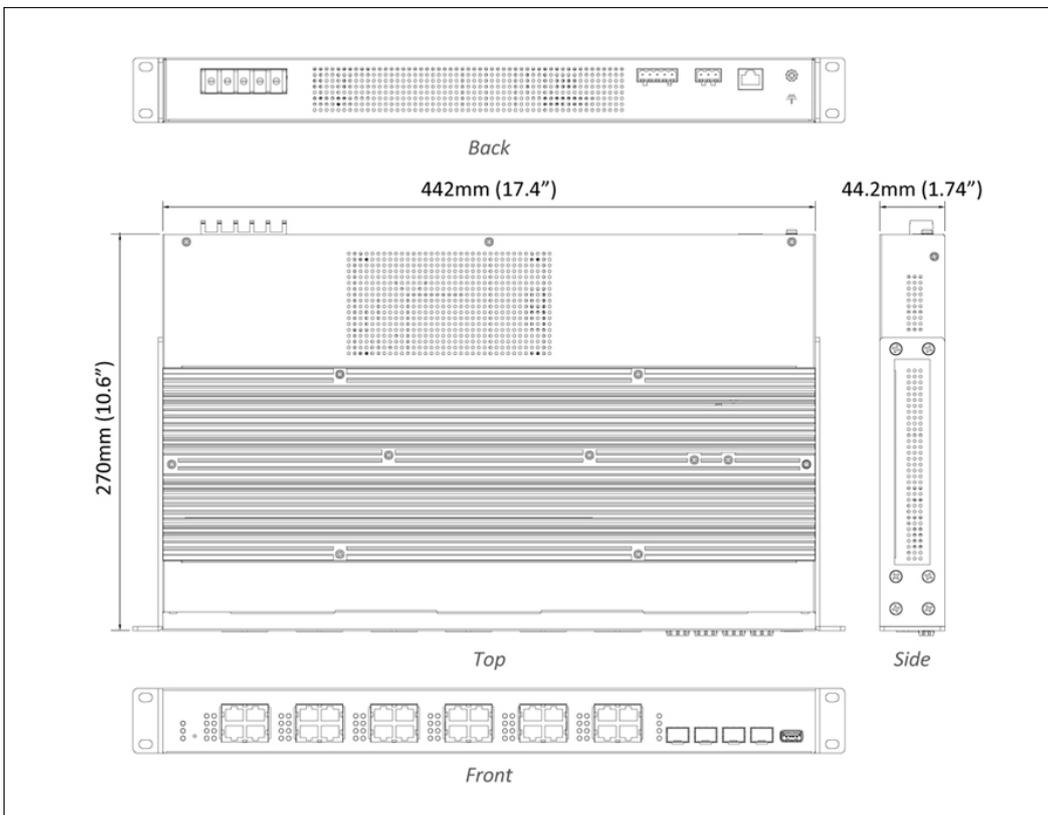 Back
442mm (17.4”)
44.2mm (1.74”)
270mm (10.6”)
Top
Side
Front